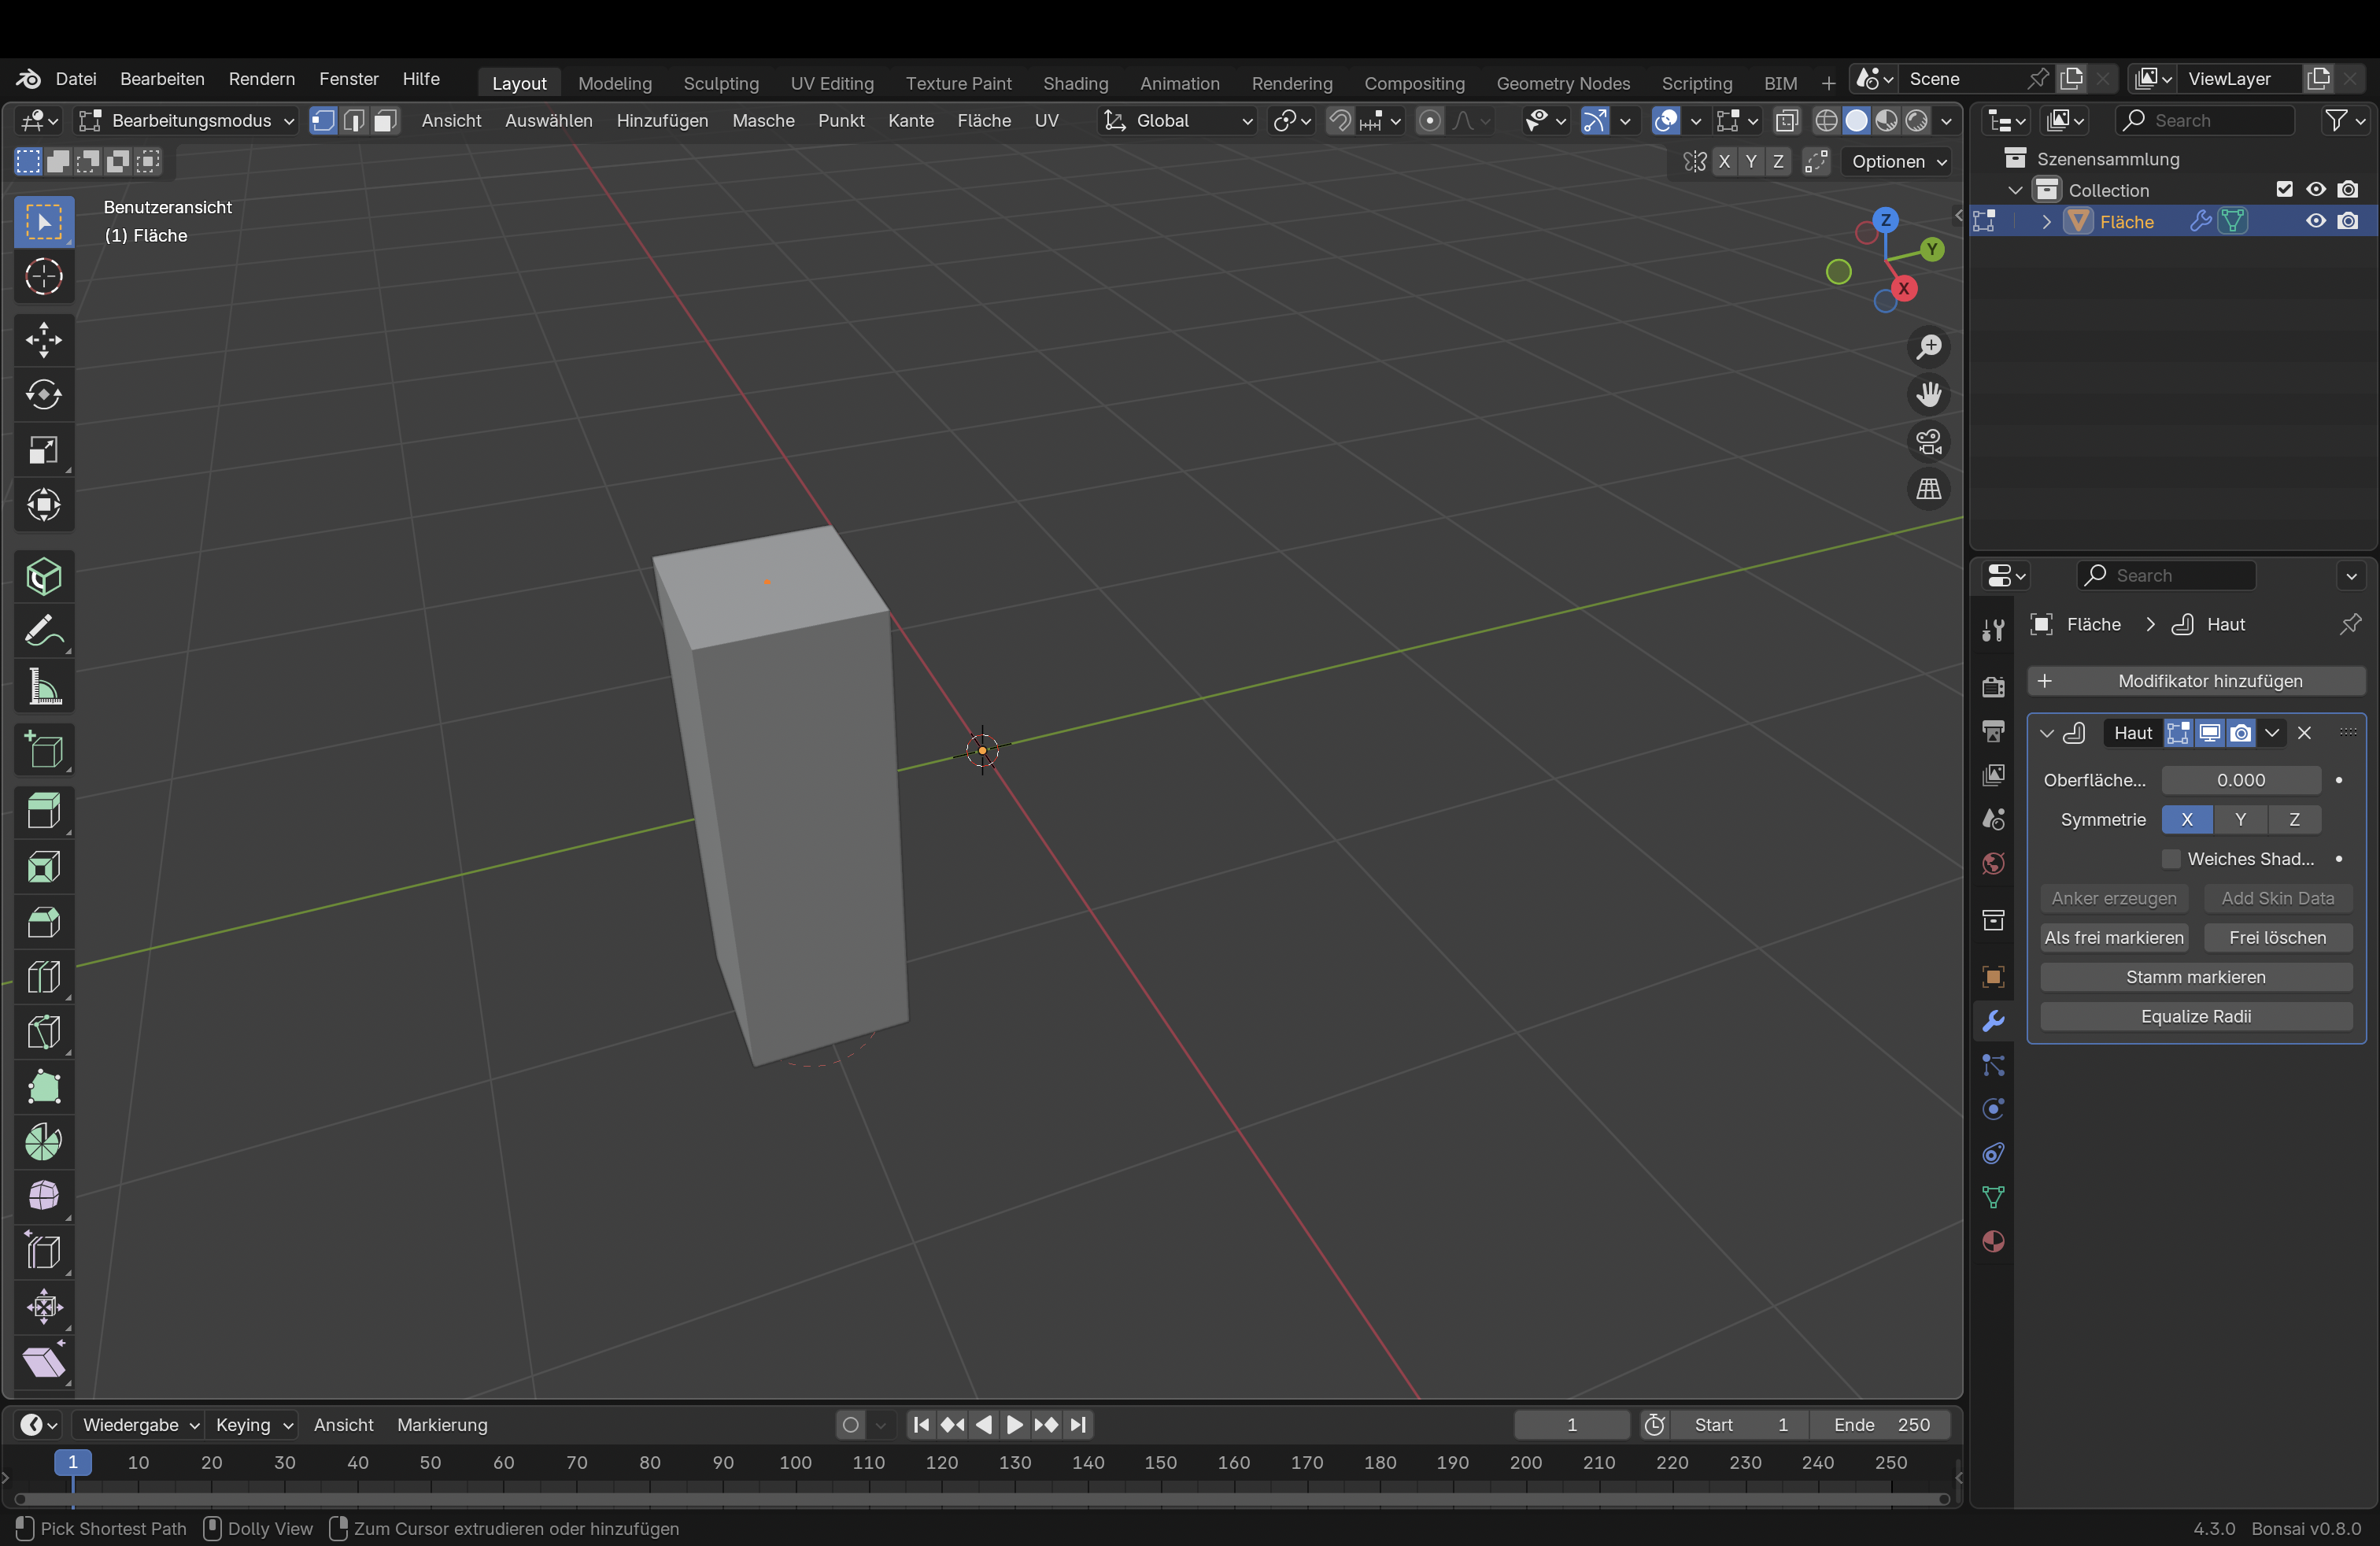 Datei Bearbeiten Rendern Fenster Hilfe Layout Modeling Sculpting UV Editing Texture Paint Shading Animation Rendering Compositing Geometry Nodes Scripting BIM + Scene ViewLayer
Bearbeitungsmodus Ansicht Auswählen Hinzufügen Masche Punkt Kante Fläche UV Global Search
X Y Z Optionen
Szenensammlung
Collection
Fläche
Benutzeransicht
(1) Fläche
Z
Y
X
Search
Fläche > Haut
+ Modifikator hinzufügen
Haut
Oberfläche... 0.000
Symmetrie X Y Z
Weiches Shad...
Anker erzeugen Add Skin Data
Als frei markieren Frei löschen
Stamm markieren
Equalize Radii
Wiedergabe Keying Ansicht Markierung 1 Start 1 Ende 250
1 10 20 30 40 50 60 70 80 90 100 110 120 130 140 150 160 170 180 190 200 210 220 230 240 250
Pick Shortest Path Dolly View Zum Cursor extrudieren oder hinzufügen 4.3.0 Bonsai v0.8.0